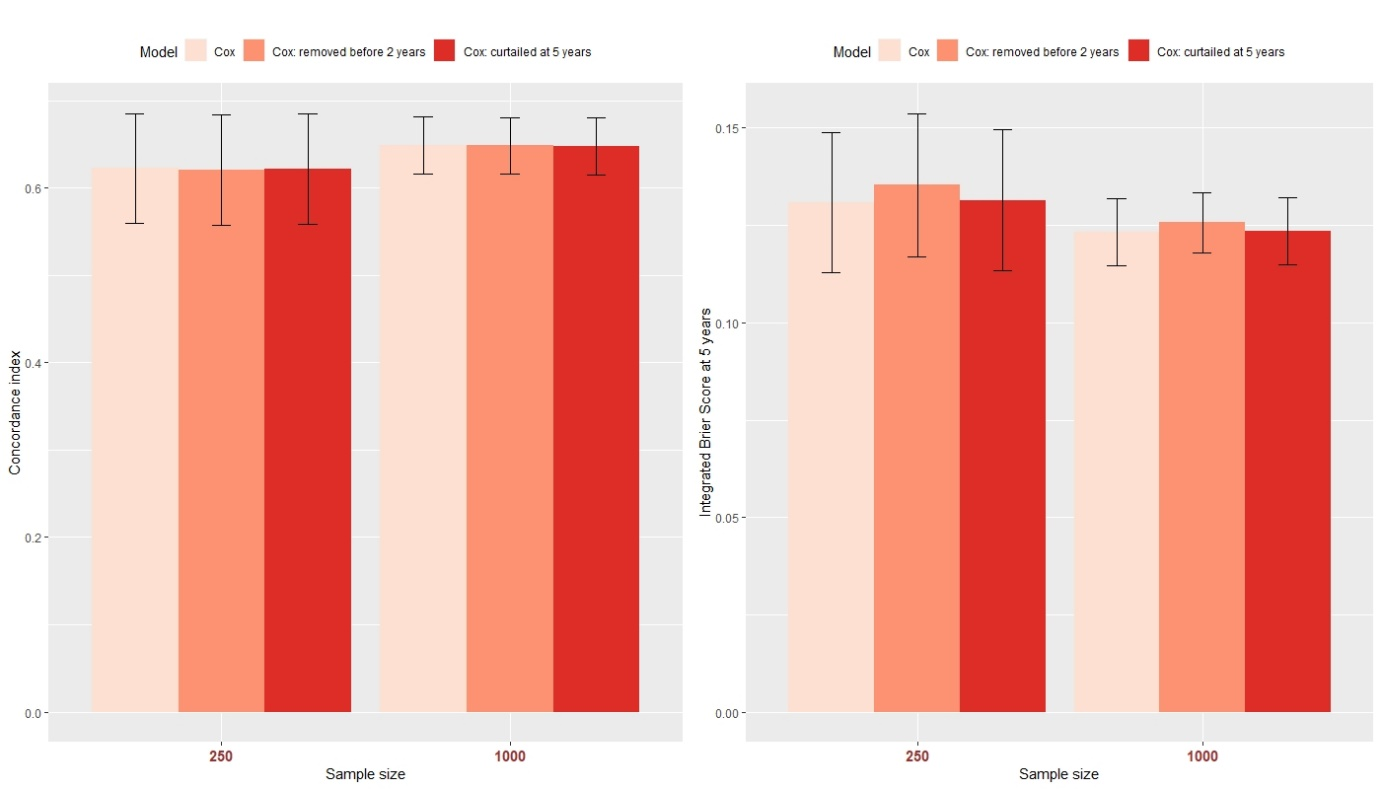 Model Cox Cox: removed before 2 years Cox: curtailed at 5 years
Concordance index
0.6
0.4
0.2
0.0
250 1000
Sample size
Model Cox Cox: removed before 2 years Cox: curtailed at 5 years
Integrated Brier Score at 5 years
0.15
0.10
0.05
0.00
250 1000
Sample size